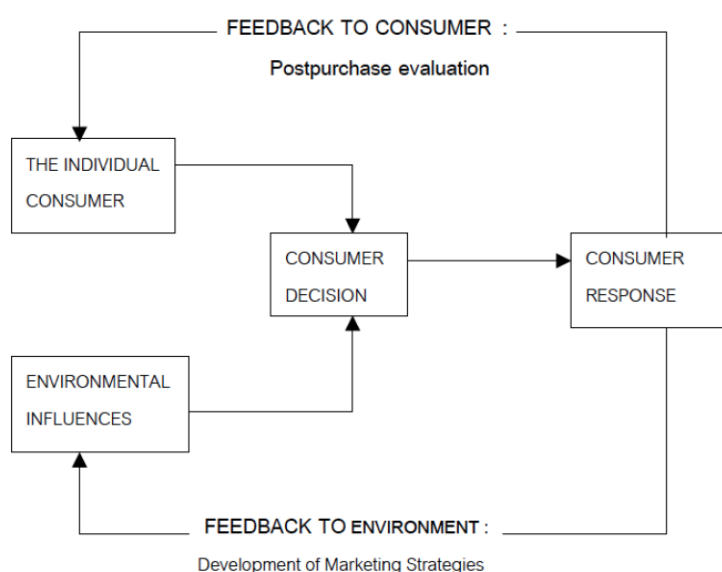 FEEDBACK TO CONSUMER :
Postpurchase evaluation
THE INDIVIDUAL
CONSUMER
CONSUMER
DECISION
CONSUMER
RESPONSE
ENVIRONMENTAL
INFLUENCES
FEEDBACK TO ENVIRONMENT :
Development of Marketing Strategies